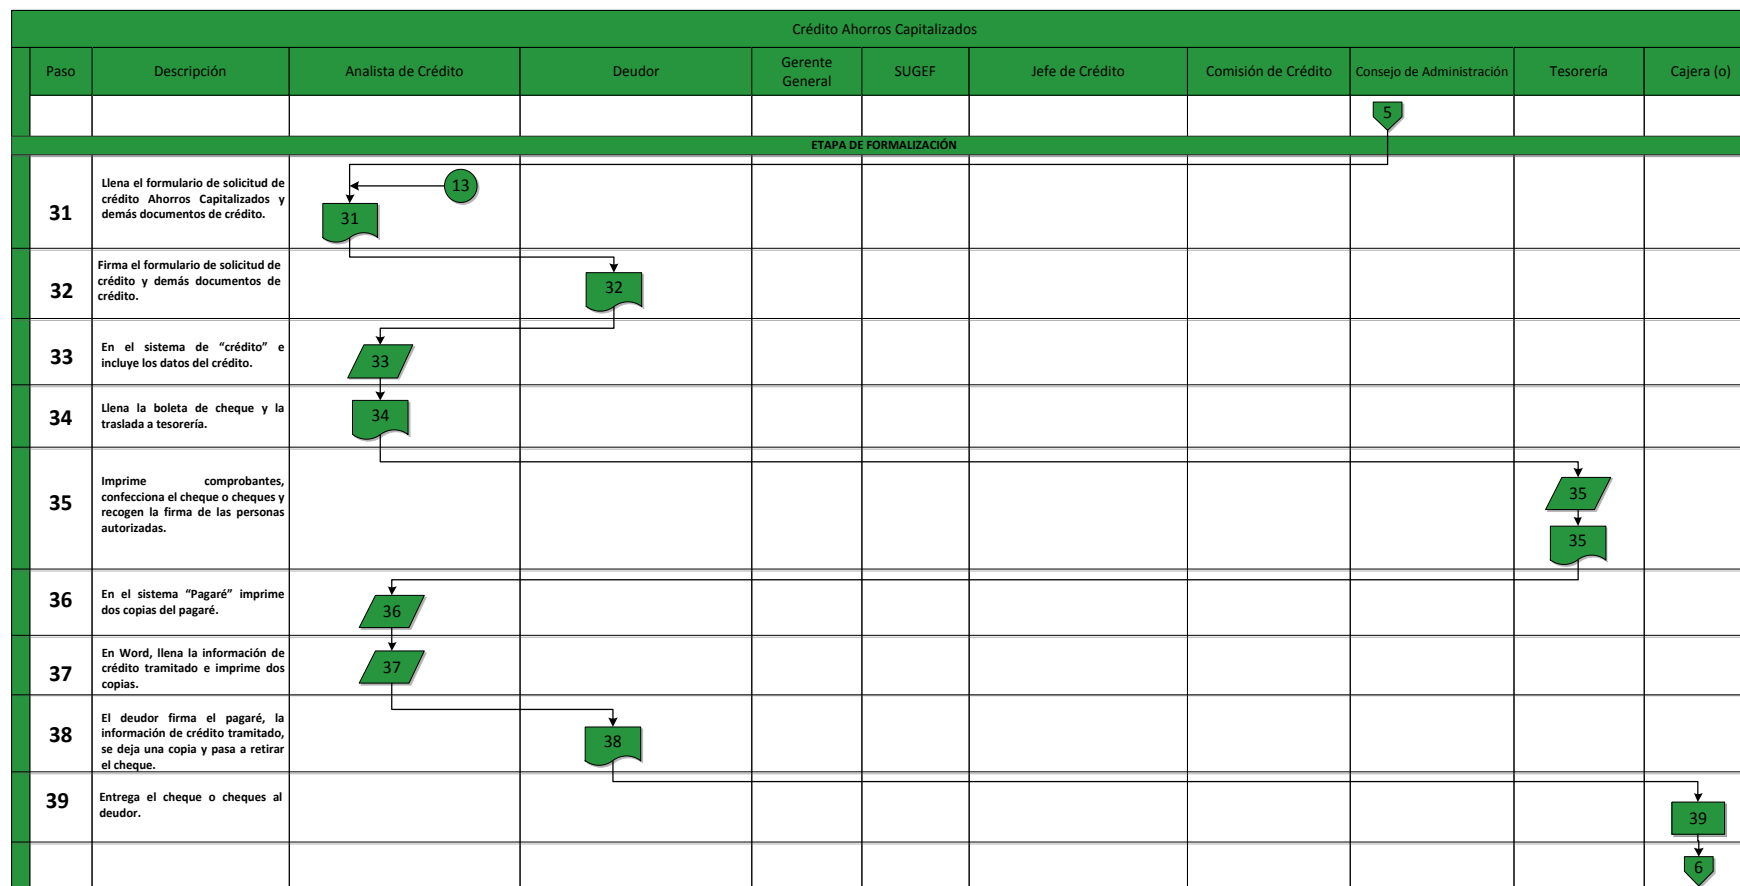 Crédito Ahorros Capitalizados
Paso
Descripción
Analista de Crédito
Deudor
Gerente
General
SUGEF
Jefe de Crédito
Comisión de Crédito
Consejo de Administración
Tesorería
Cajera (o)
5
ETAPA DE FORMALIZACIÓN
31
Llena el formulario de solicitud de
crédito Ahorros Capitalizados y
demás documentos de crédito.
13
31
32
Firma el formulario de solicitud de
crédito y demás documentos de
crédito.
32
33
En el sistema de “crédito” e
incluye los datos del crédito.
33
34
Llena la boleta de cheque y la
traslada a tesorería.
34
35
Imprime comprobantes,
confecciona el cheque o cheques y
recogen la firma de las personas
autorizadas.
35
35
36
En el sistema “Pagaré” imprime
dos copias del pagaré.
36
37
En Word, llena la información de
crédito tramitado e imprime dos
copias.
37
38
El deudor firma el pagaré, la
información de crédito tramitado,
se deja una copia y pasa a retirar
el cheque.
38
39
Entrega el cheque o cheques al
deudor.
39
6